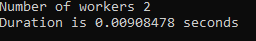 Number of workers 2
Duration is 0.00908478 seconds